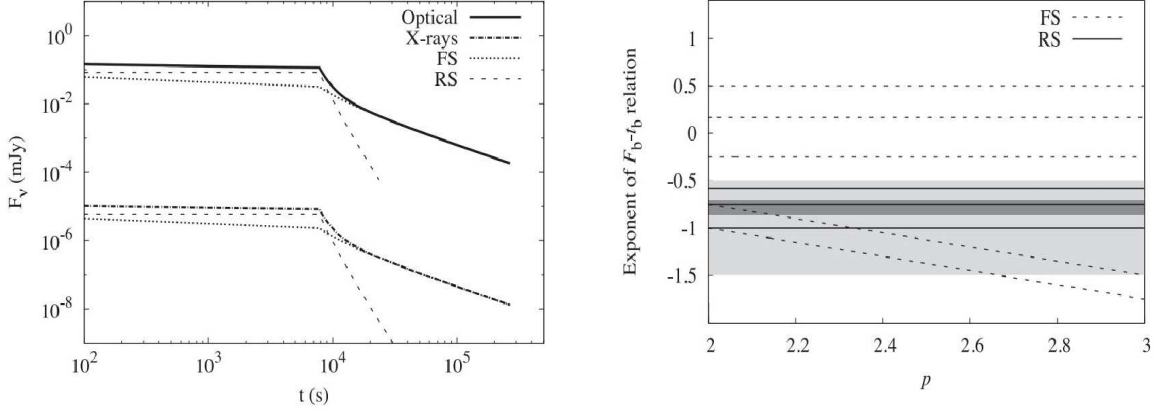 Optical
X-rays
FS
RS
F_ν (mJy)
10^0
10^-2
10^-4
10^-6
10^-8
10^2 10^3 10^4 10^5
t (s)
FS
RS
Exponent of F_b-t_b relation
1
0.5
0
-0.5
-1
-1.5
2 2.2 2.4 2.6 2.8 3
p